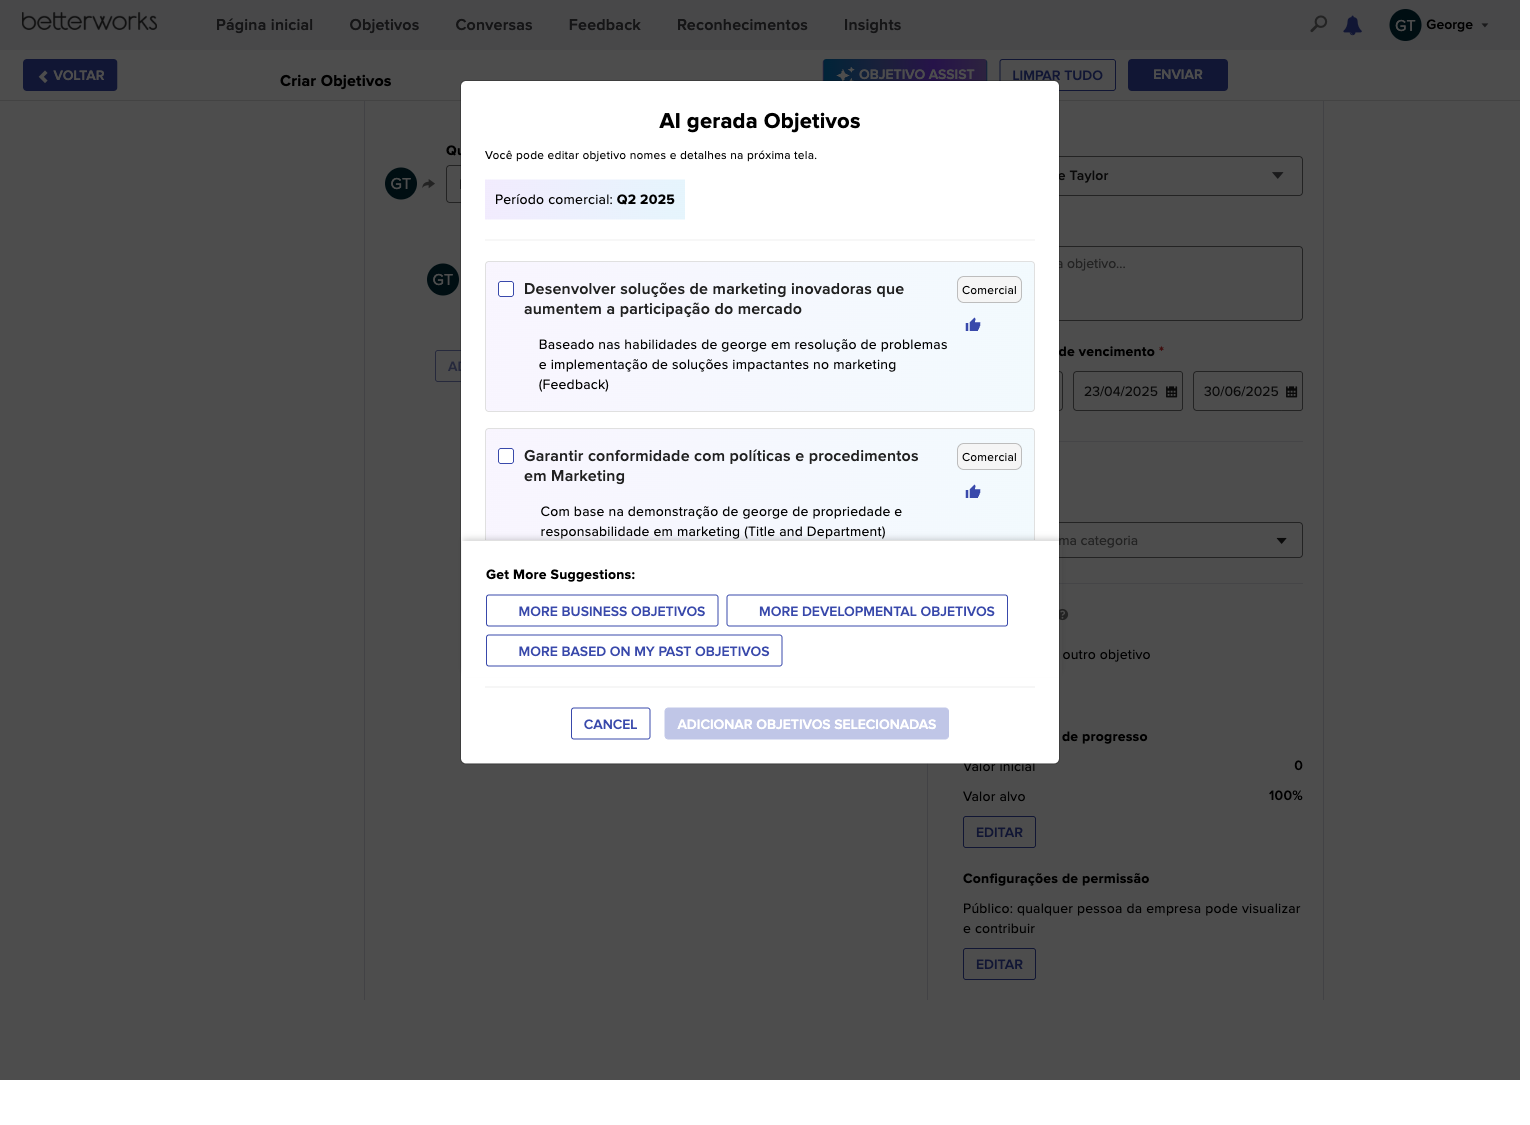 betterworks
Página inicial
Objetivos
Conversas
Feedback
Reconhecimentos
Insights
GT
George
VOLTAR
Criar Objetivos
OBJETIVO ASSIST
LIMPAR TUDO
ENVIAR
GT
GT
AI gerada Objetivos
Você pode editar objetivo nomes e detalhes na próxima tela.
Período comercial: Q2 2025
Desenvolver soluções de marketing inovadoras que
aumentem a participação do mercado
Comercial
Baseado nas habilidades de george em resolução de problemas
e implementação de soluções impactantes no marketing
(Feedback)
Garantir conformidade com políticas e procedimentos
em Marketing
Comercial
Com base na demonstração de george de propriedade e
responsabilidade em marketing (Title and Department)
Get More Suggestions:
MORE BUSINESS OBJETIVOS
MORE DEVELOPMENTAL OBJETIVOS
MORE BASED ON MY PAST OBJETIVOS
CANCEL
ADICIONAR OBJETIVOS SELECIONADAS
Taylor
objetivo...
de vencimento *
23/04/2025
30/06/2025
categoria
outro objetivo
de progresso
Valor inicial
0
Valor alvo
100%
EDITAR
Configurações de permissão
Público: qualquer pessoa da empresa pode visualizar
e contribuir
EDITAR